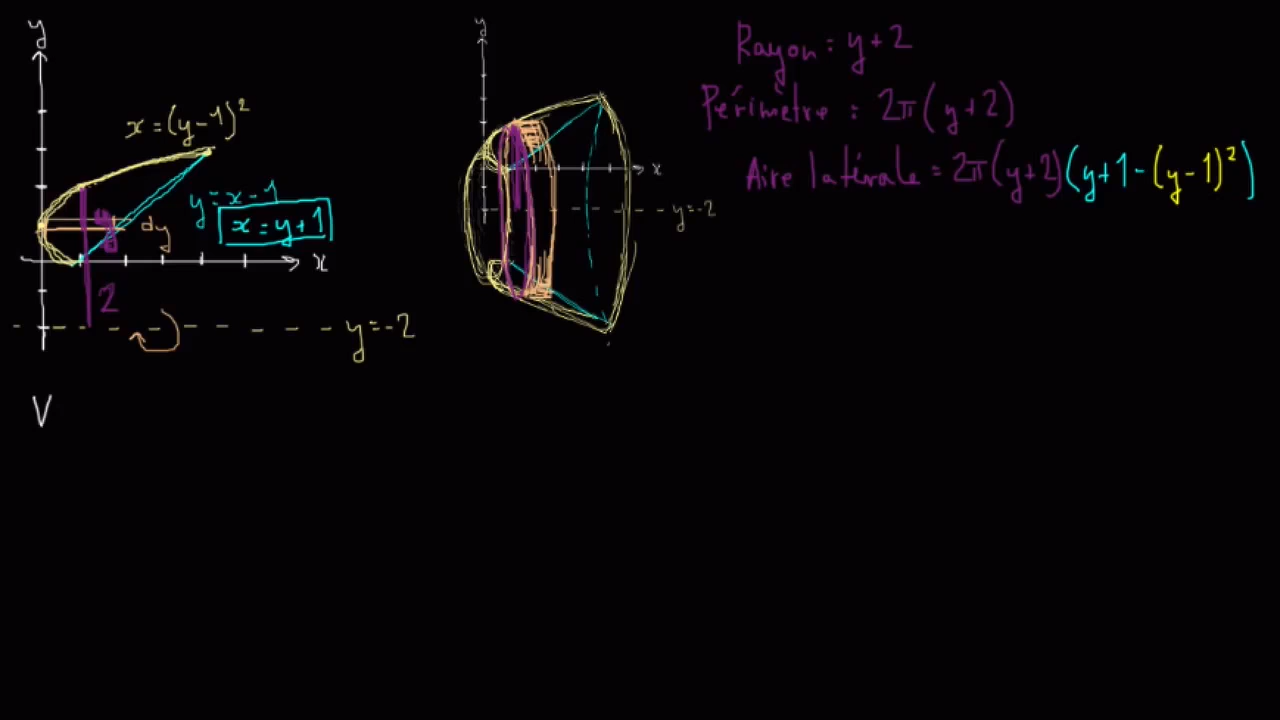 y
x = (y-1)²
y = x - 1
x = y + 1
y
dy
x
2
y = -2
y
x
y = -2
Rayon = y + 2
Périmètre = 2π(y + 2)
Aire latérale = 2π(y + 2)(y + 1 - (y - 1)²)
V